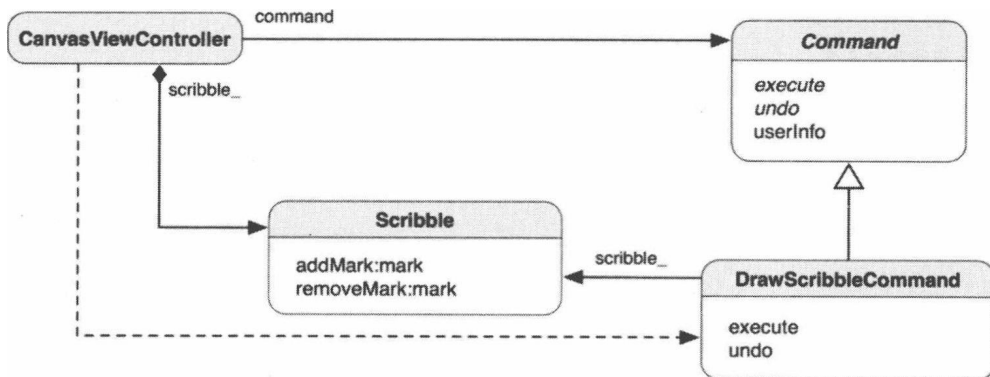 command
CanvasViewController
Command
scribble_
execute
undo
userInfo
Scribble
addMark:mark
removeMark:mark
scribble_
DrawScribbleCommand
execute
undo